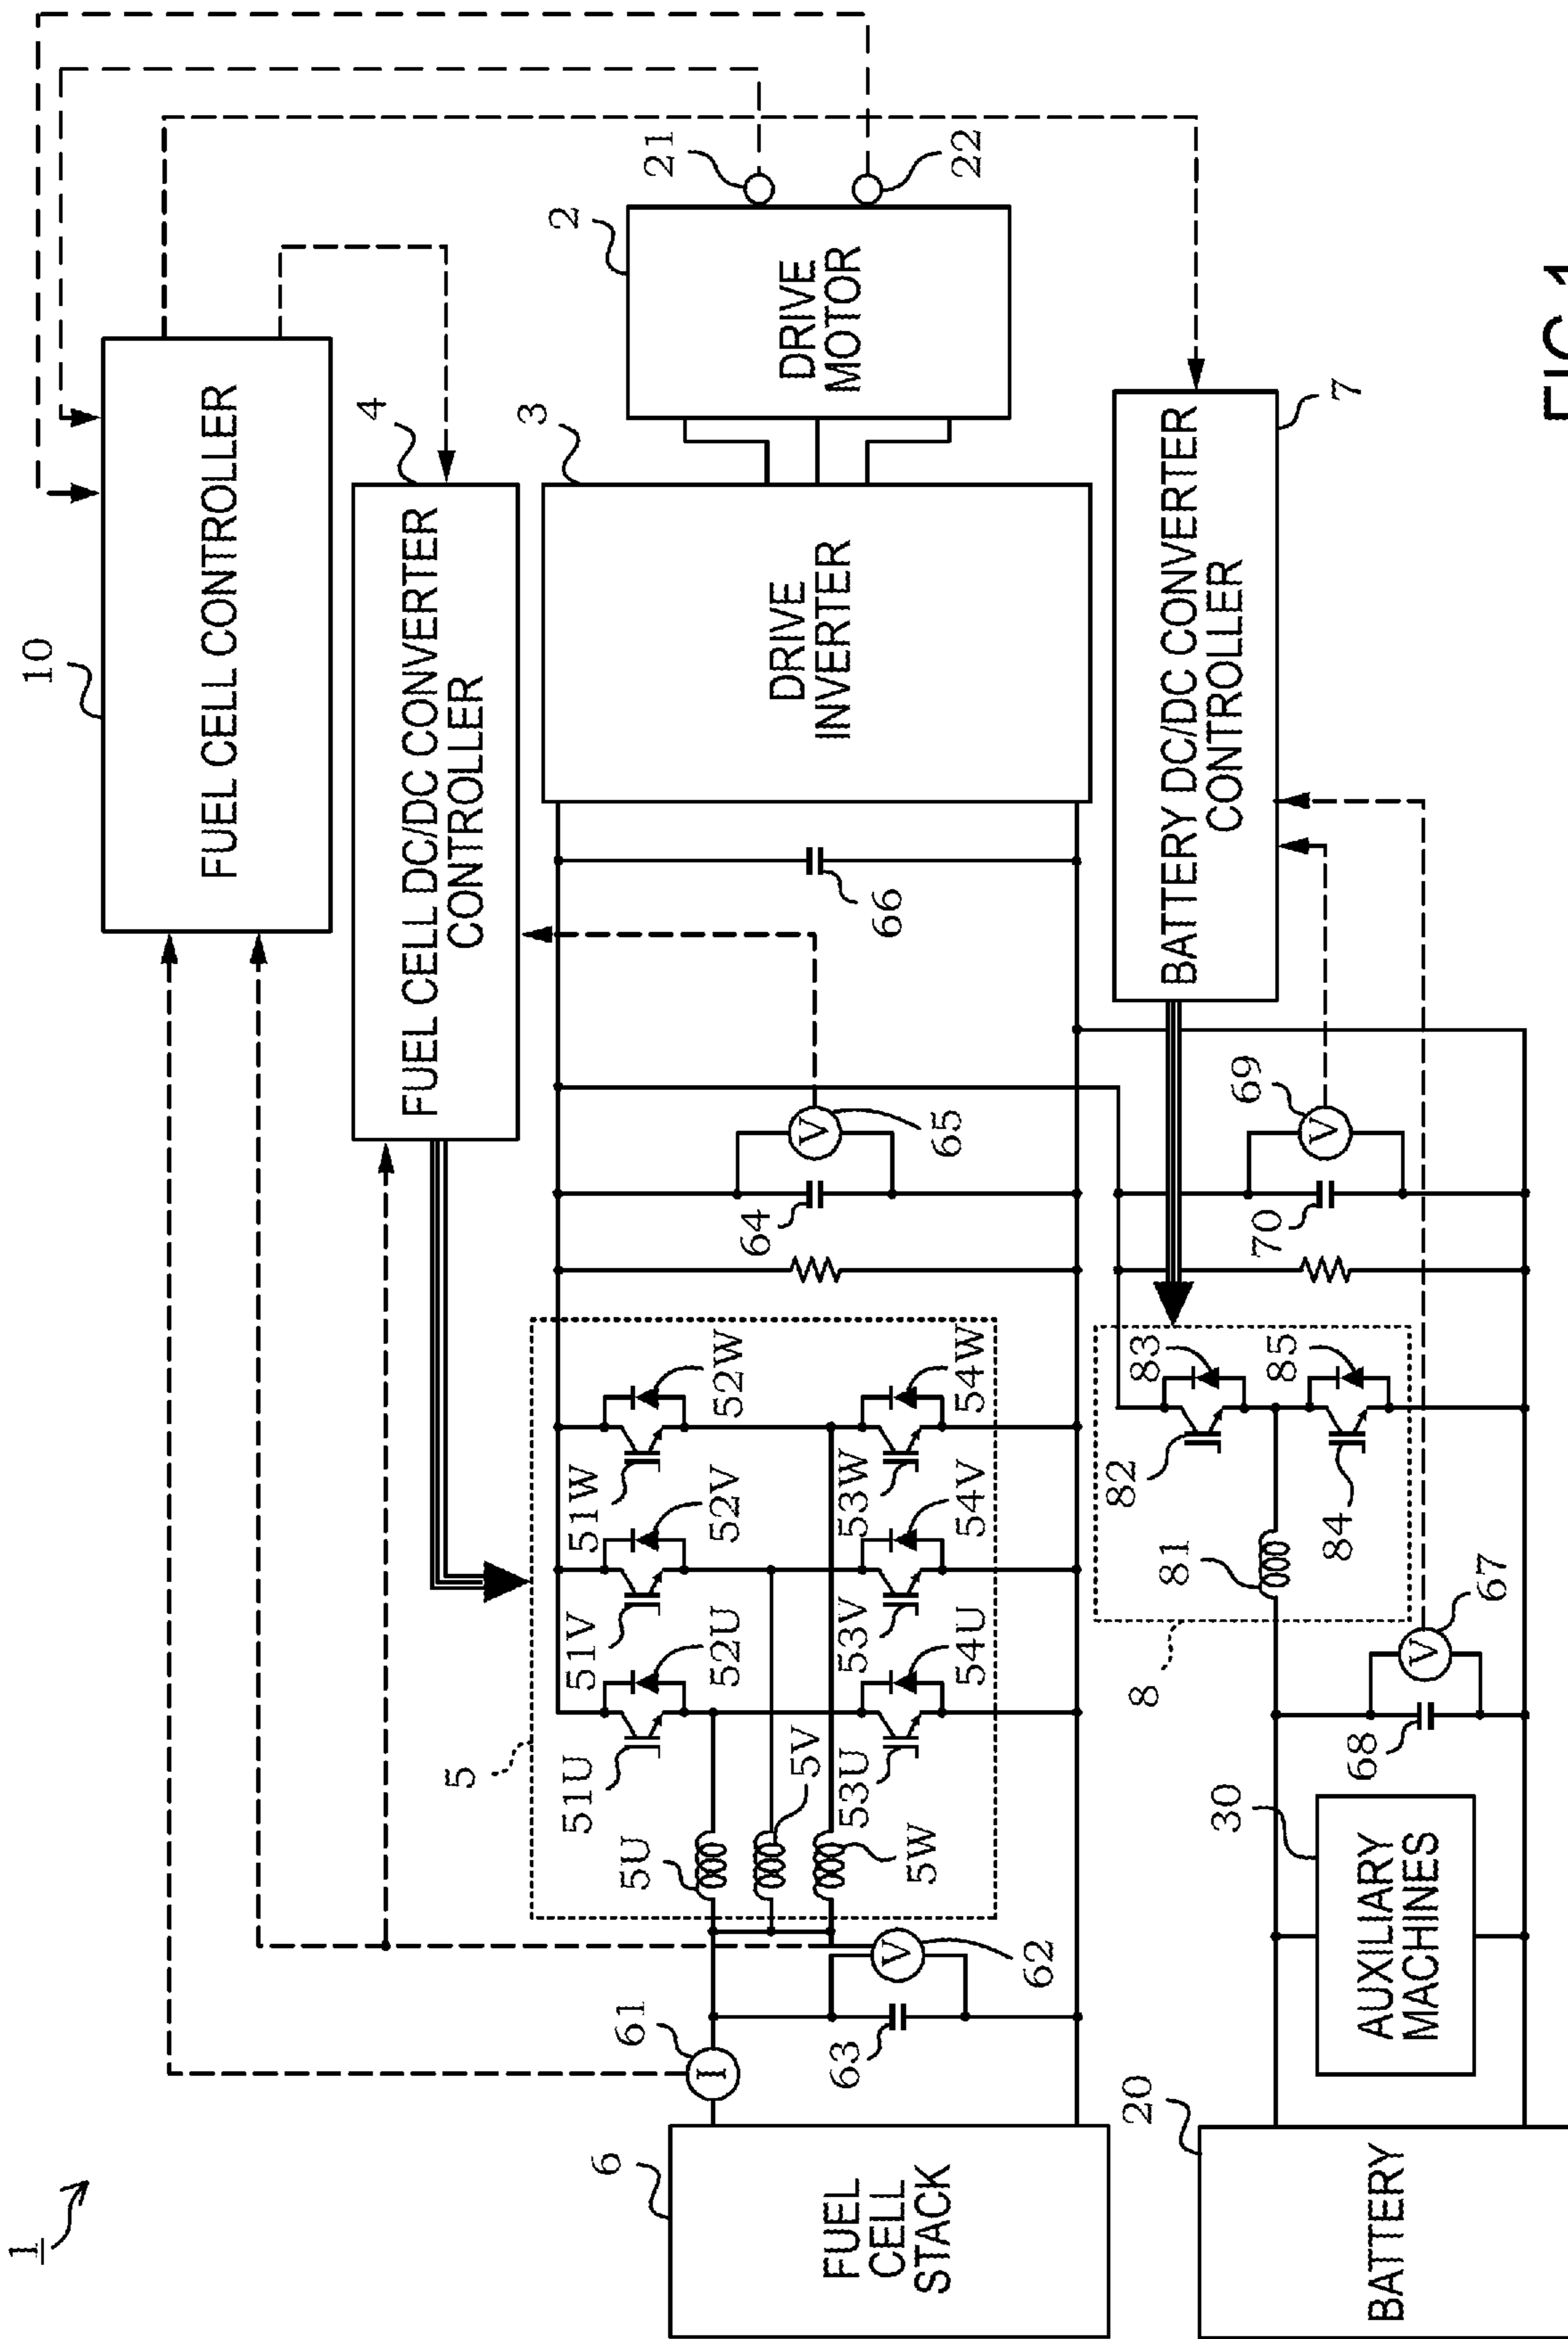 1
10
FUEL CELL CONTROLLER
4
FUEL CELL DC/DC CONVERTER
CONTROLLER
5
51U
52U
51V
52V
51W
52W
5U
5V
5W
53U
54U
53V
54V
53W
54W
3
DRIVE
INVERTER
2
DRIVE
MOTOR
21
22
6
FUEL
CELL
STACK
61
I
V
62
63
64
V
65
66
7
BATTERY DC/DC CONVERTER
CONTROLLER
8
81
82
83
84
85
V
67
68
V
69
70
20
BATTERY
30
AUXILIARY
MACHINES